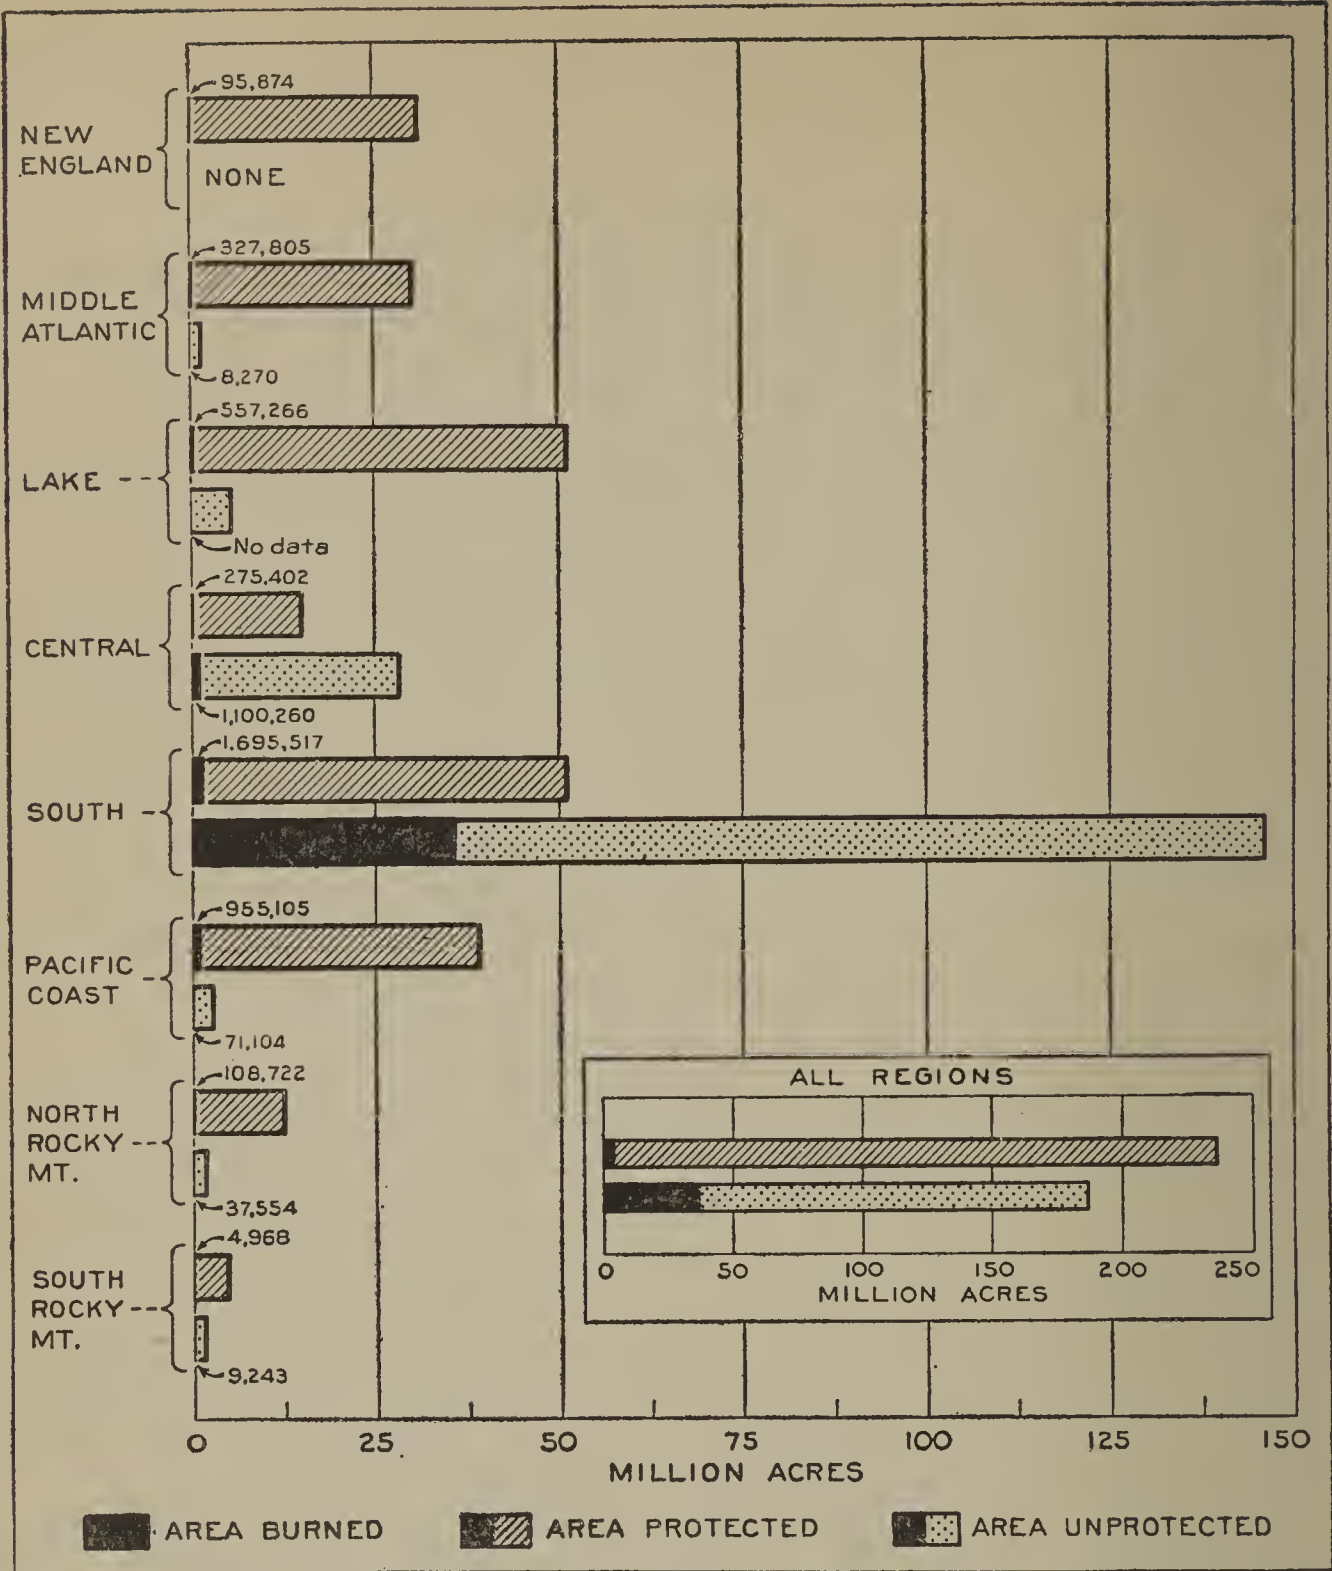 95,874
NEW
ENGLAND
NONE
327,805
MIDDLE
ATLANTIC
8,270
557,266
LAKE
No data
275,402
CENTRAL
1,100,260
1,695,517
SOUTH
955,105
PACIFIC
COAST
71,104
108,722
NORTH
ROCKY
MT.
37,554
4,968
SOUTH
ROCKY
MT.
9,243
ALL REGIONS
0 50 100 150 200 250
MILLION ACRES
0 25 50 75 100 125 150
MILLION ACRES
AREA BURNED AREA PROTECTED AREA UNPROTECTED